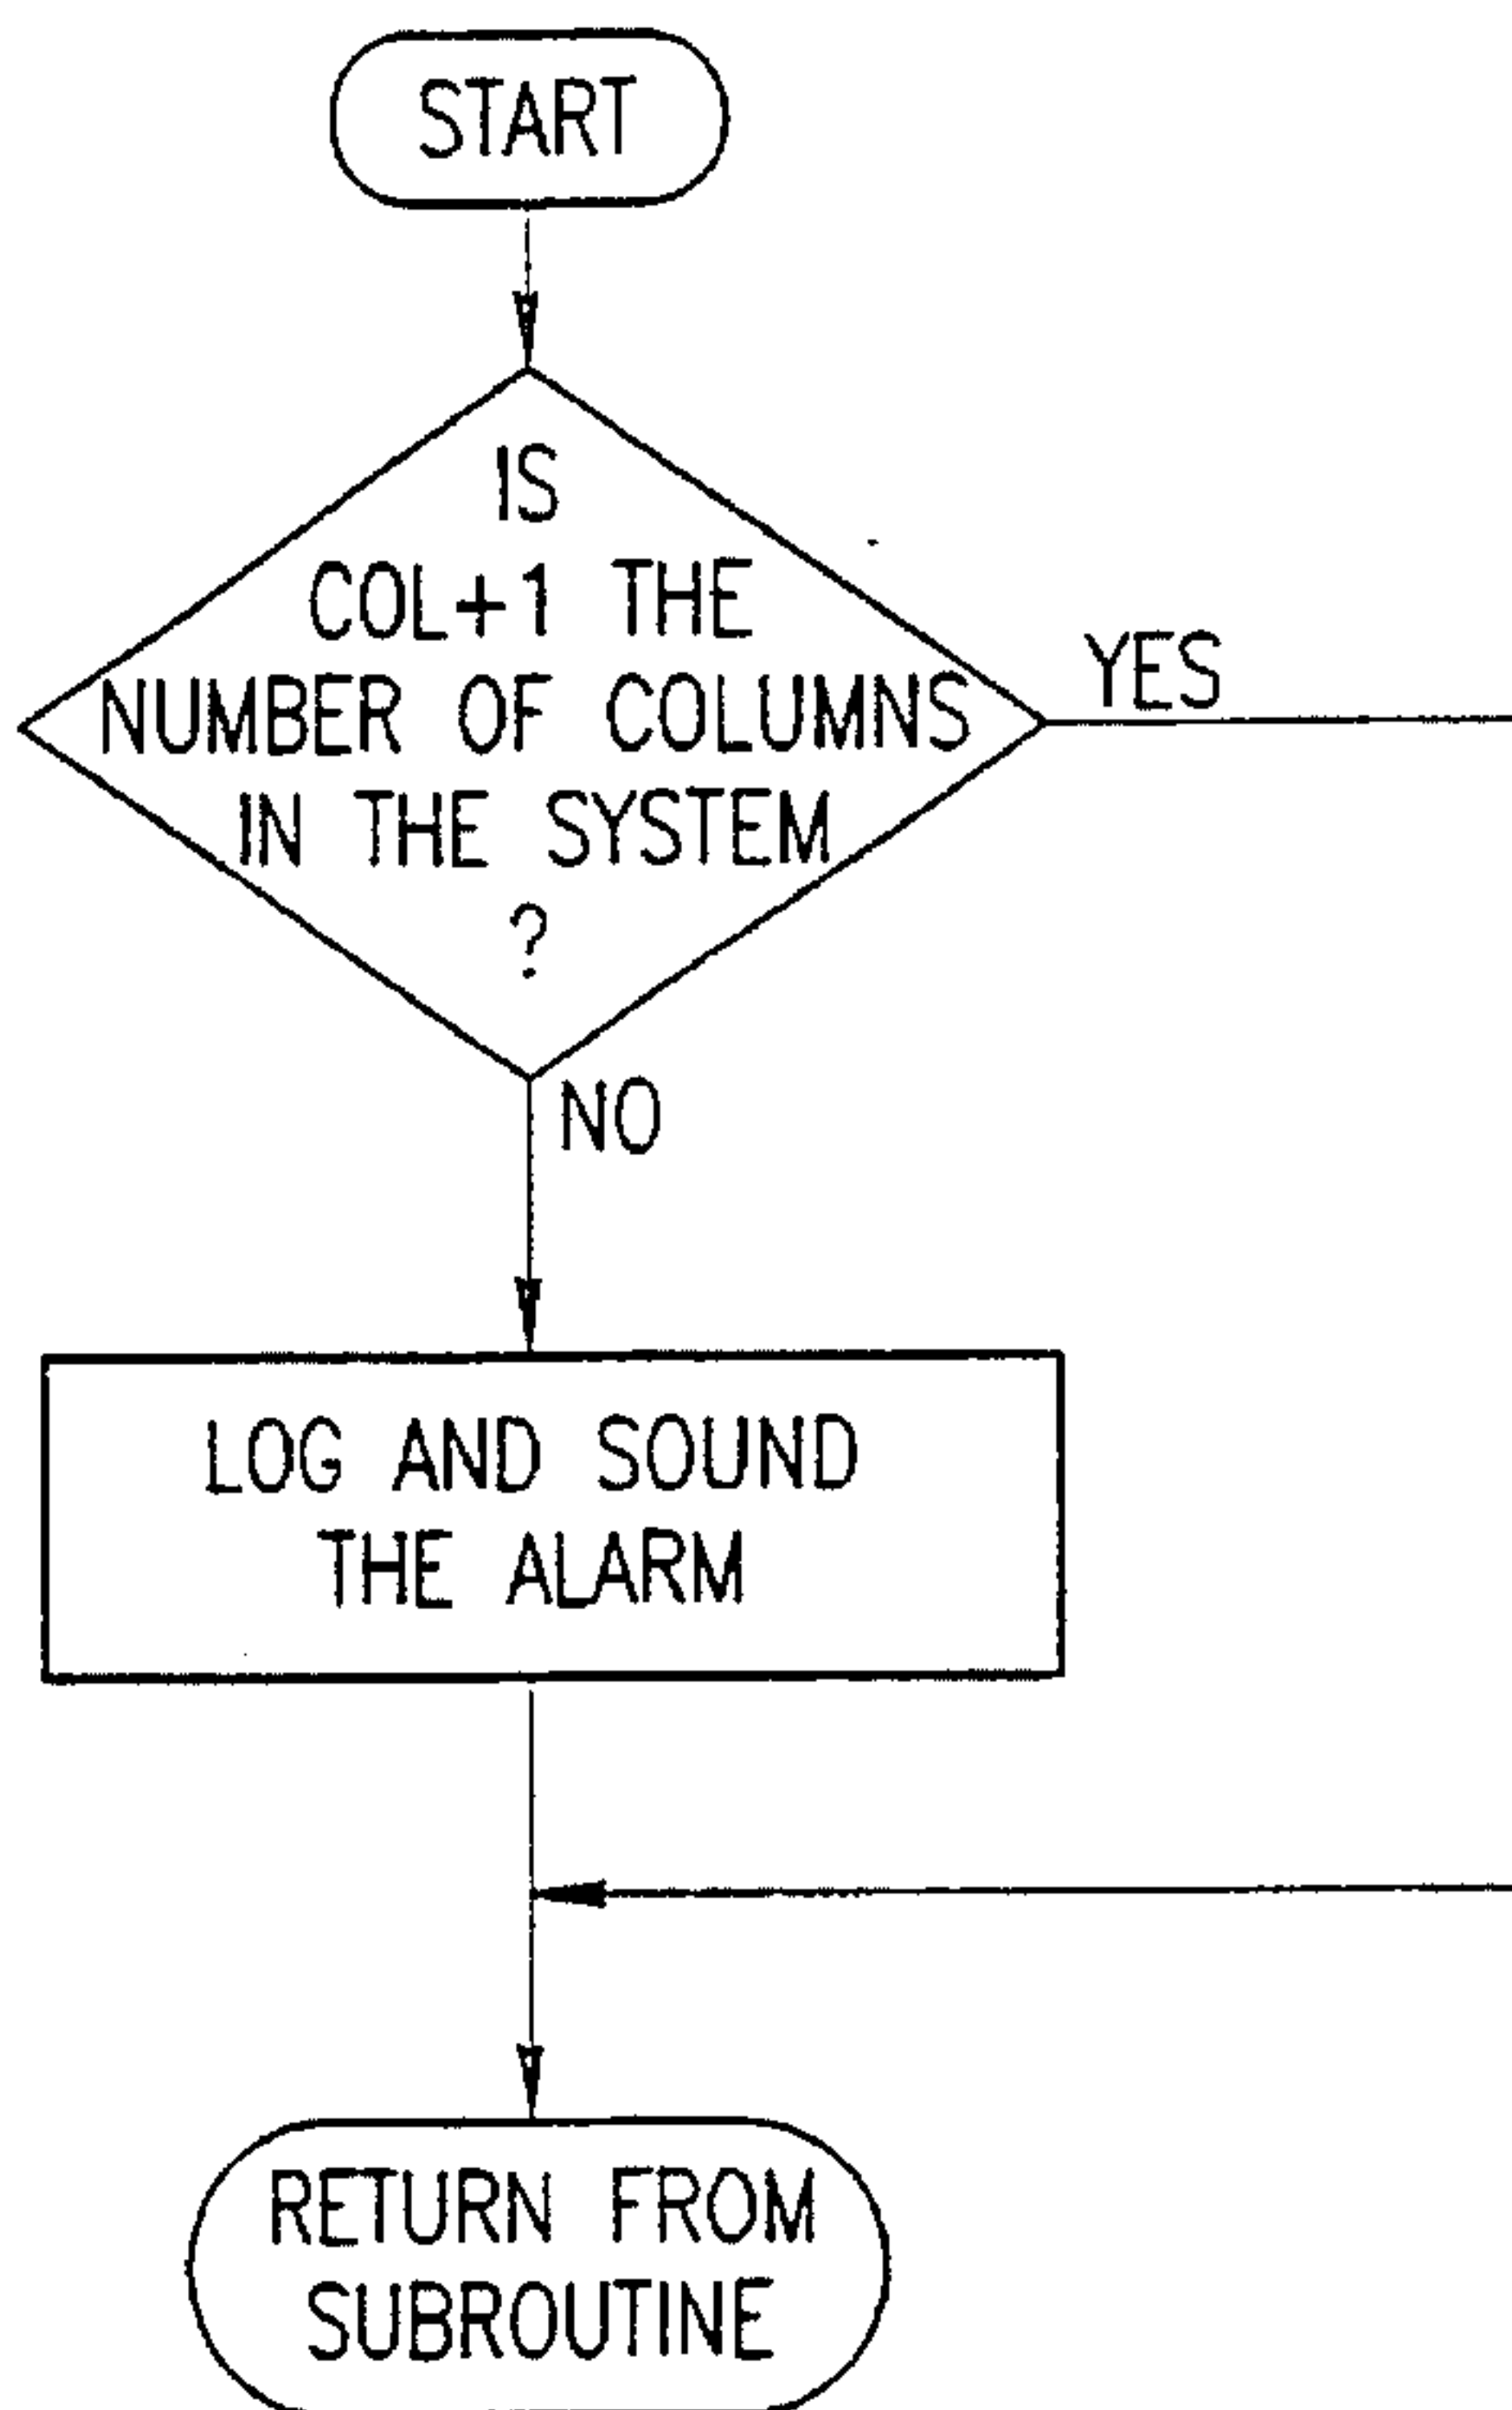 START
IS
COL+1 THE
NUMBER OF COLUMNS
IN THE SYSTEM
?
YES
NO
LOG AND SOUND
THE ALARM
RETURN FROM
SUBROUTINE